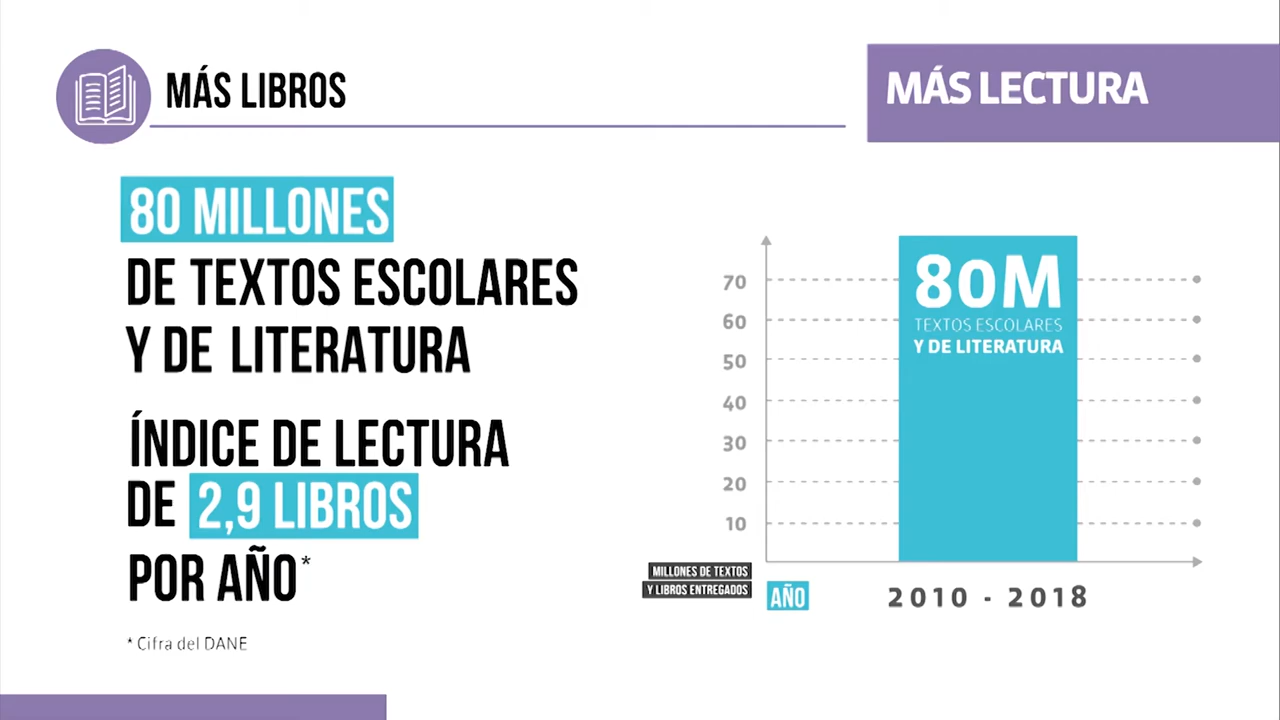 MÁS LIBROS
MÁS LECTURA
80 MILLONES
DE TEXTOS ESCOLARES
Y DE LITERATURA
ÍNDICE DE LECTURA
DE 2,9 LIBROS
POR AÑO*
* Cifra del DANE
80M
TEXTOS ESCOLARES
Y DE LITERATURA
70
60
50
40
30
20
10
MILLONES DE TEXTOS
Y LIBROS ENTREGADOS
AÑO
2010 - 2018